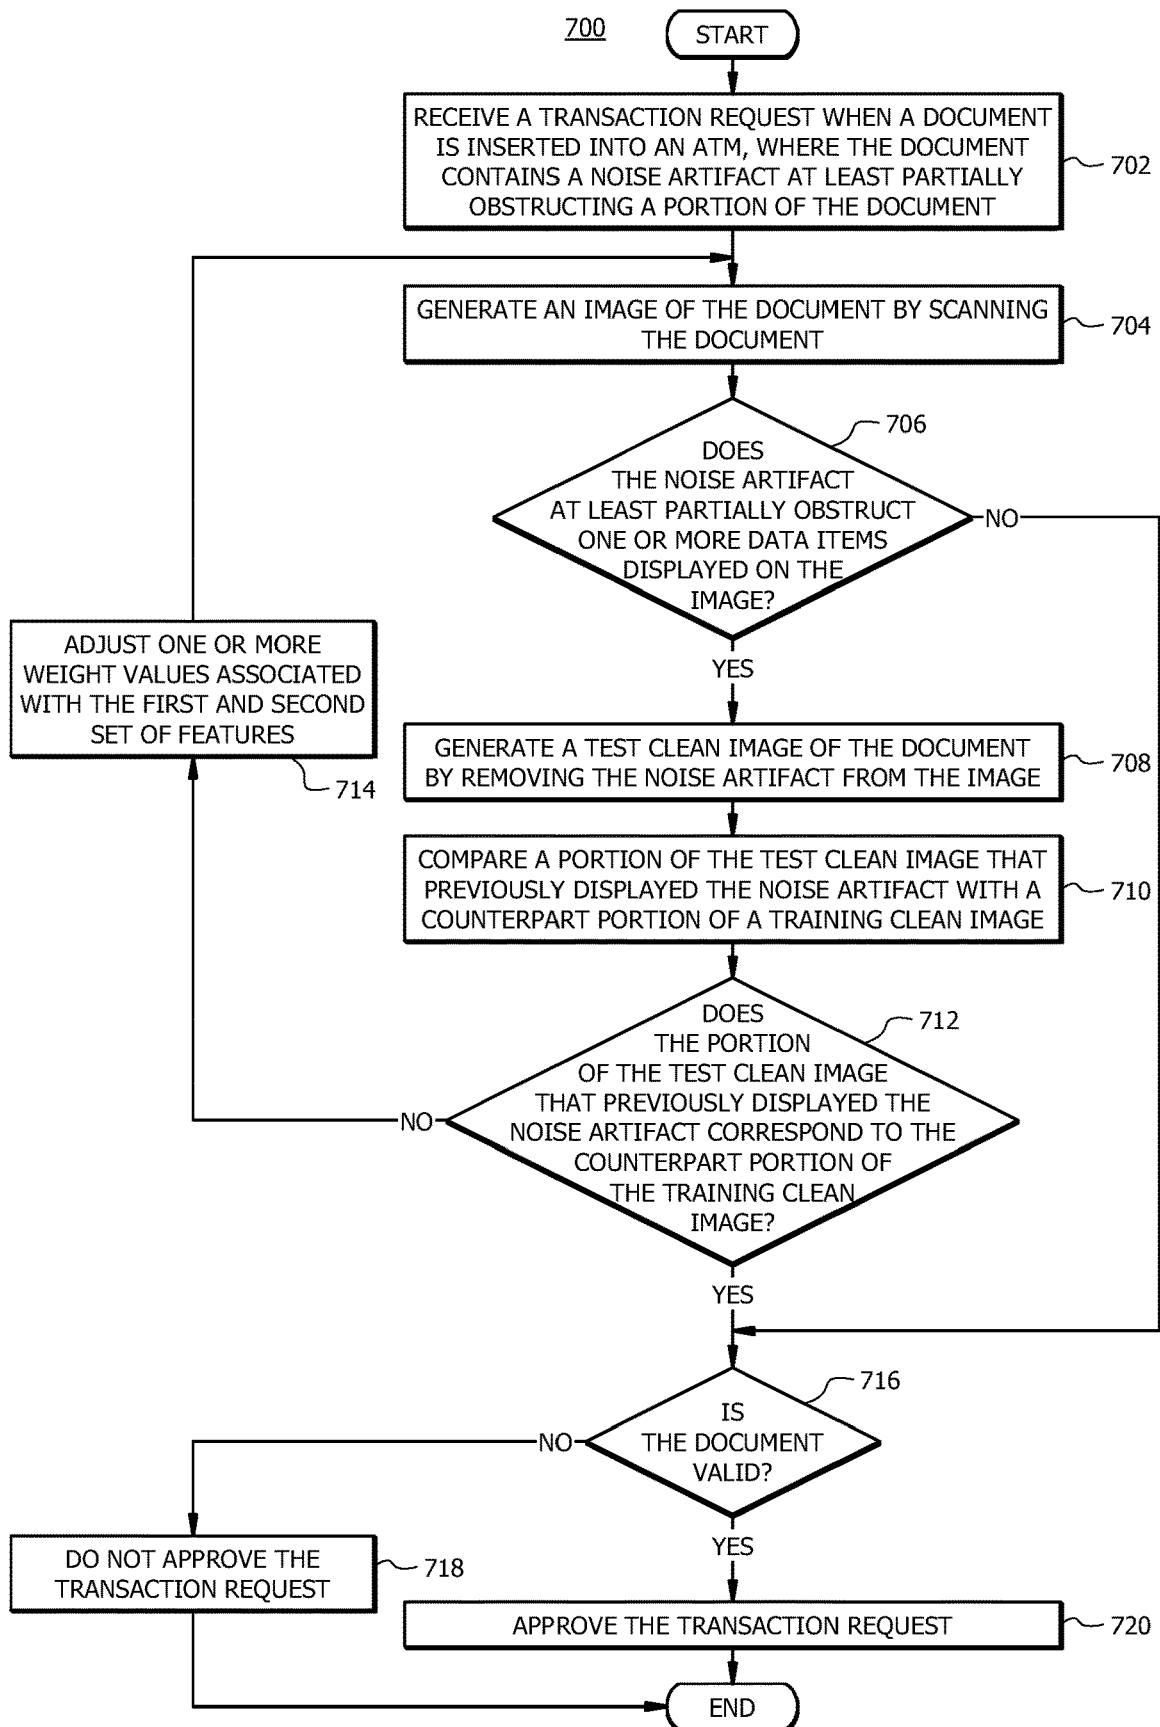 700
START
RECEIVE A TRANSACTION REQUEST WHEN A DOCUMENT
IS INSERTED INTO AN ATM, WHERE THE DOCUMENT
CONTAINS A NOISE ARTIFACT AT LEAST PARTIALLY
OBSTRUCTING A PORTION OF THE DOCUMENT
702
GENERATE AN IMAGE OF THE DOCUMENT BY SCANNING
THE DOCUMENT
704
706
DOES
THE NOISE ARTIFACT
AT LEAST PARTIALLY OBSTRUCT
ONE OR MORE DATA ITEMS
DISPLAYED ON THE
IMAGE?
NO
YES
ADJUST ONE OR MORE
WEIGHT VALUES ASSOCIATED
WITH THE FIRST AND SECOND
SET OF FEATURES
714
GENERATE A TEST CLEAN IMAGE OF THE DOCUMENT
BY REMOVING THE NOISE ARTIFACT FROM THE IMAGE
708
COMPARE A PORTION OF THE TEST CLEAN IMAGE THAT
PREVIOUSLY DISPLAYED THE NOISE ARTIFACT WITH A
COUNTERPART PORTION OF A TRAINING CLEAN IMAGE
710
712
DOES
THE PORTION
OF THE TEST CLEAN IMAGE
THAT PREVIOUSLY DISPLAYED THE
NOISE ARTIFACT CORRESPOND TO THE
COUNTERPART PORTION OF
THE TRAINING CLEAN
IMAGE?
NO
YES
716
IS
THE DOCUMENT
VALID?
NO
YES
DO NOT APPROVE THE
TRANSACTION REQUEST
718
APPROVE THE TRANSACTION REQUEST
720
END